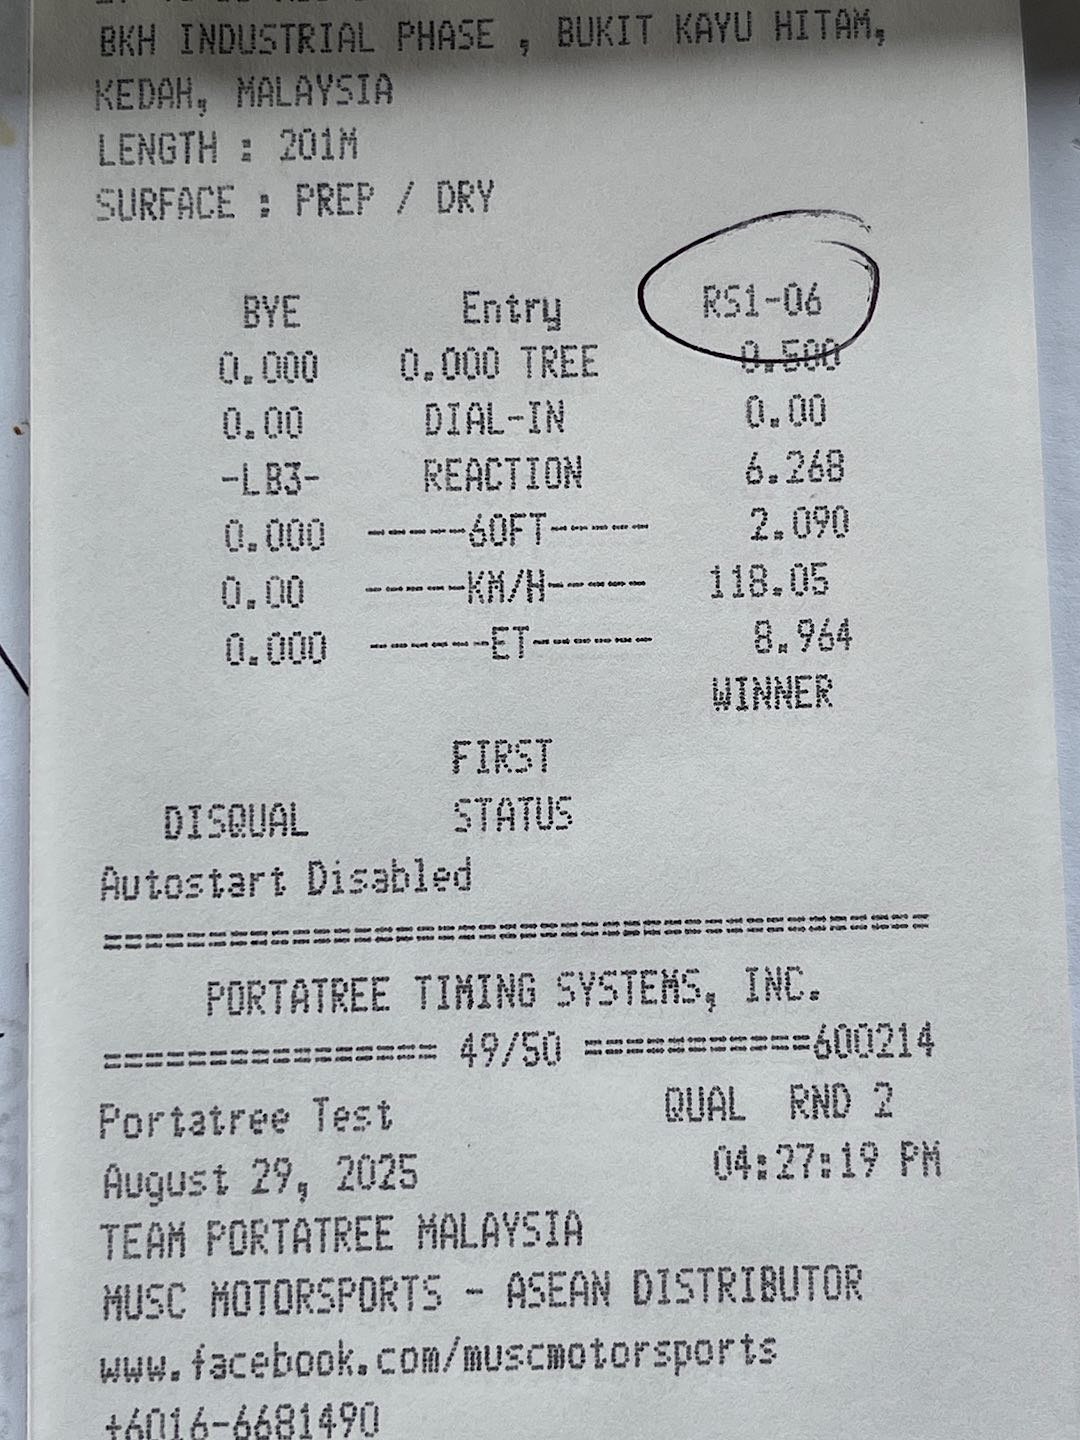 BKH INDUSTRIAL PHASE , BUKIT KAYU HITAM,
KEDAH, MALAYSIA
LENGTH : 201M
SURFACE : PREP / DRY
BYE Entry RS1-06
0.000 0.000 TREE 0.500
0.00 DIAL-IN 0.00
-LB3- REACTION 6.268
0.000 ------60FT------ 2.090
0.00 ------KM/H------ 118.05
0.000 -------ET------- 8.964
WINNER
FIRST
DISQUAL STATUS
Autostart Disabled
========================================
PORTATREE TIMING SYSTEMS, INC.
================ 49/50 ===========600214
Portatree Test QUAL RND 2
August 29, 2025 04:27:19 PM
TEAM PORTATREE MALAYSIA
MUSC MOTORSPORTS - ASEAN DISTRIBUTOR
www.facebook.com/muscmotorsports
+6016-6681490